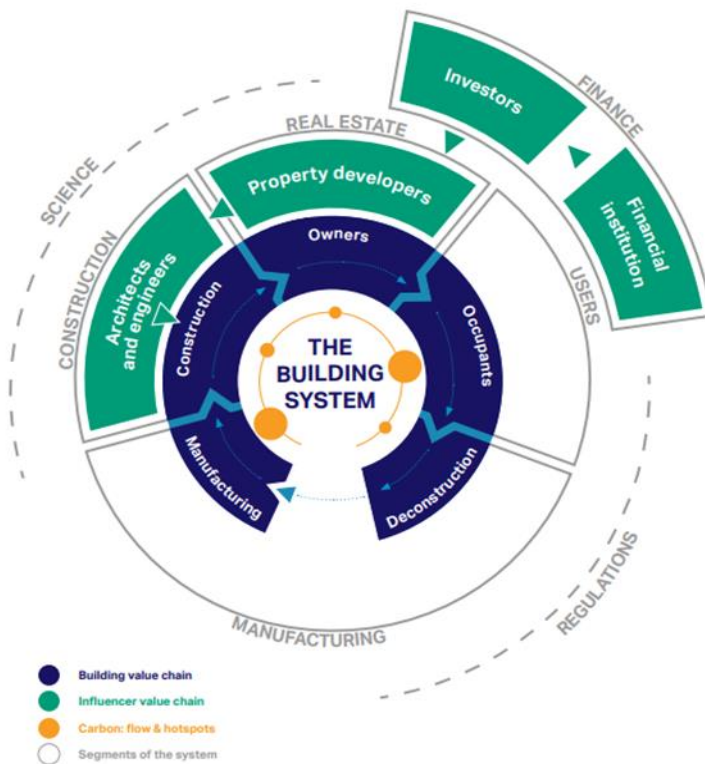 Investors
FINANCE
Financial
institution
REAL ESTATE
Property developers
SCIENCE
CONSTRUCTION
Architects
and engineers
USERS
Owners
Construction
Occupants
THE
BUILDING
SYSTEM
Manufacturing
Deconstruction
MANUFACTURING
REGULATIONS
Building value chain
Influencer value chain
Carbon: flow & hotspots
Segments of the system